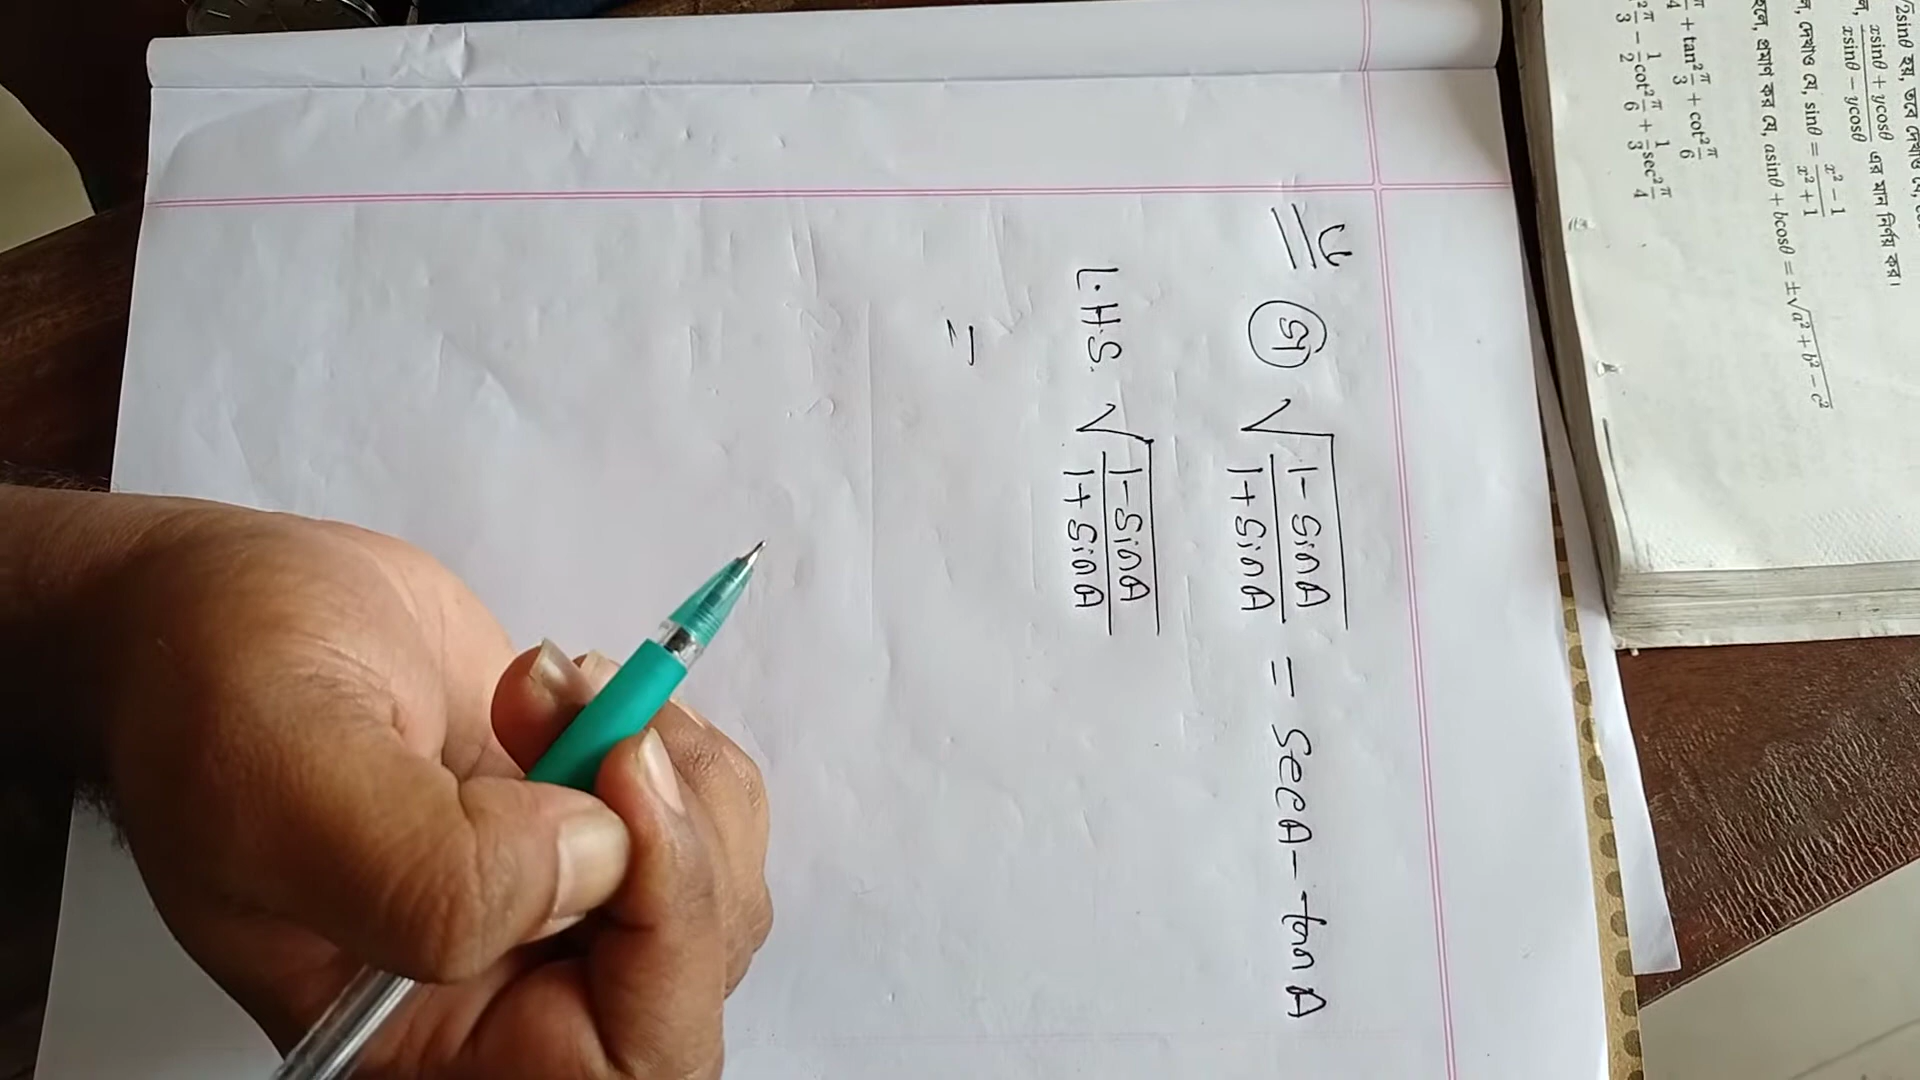 ৬ (গ) √(1-sinA / 1+sinA) = secA - tanA
L.H.S. √(1-sinA / 1+sinA)
=
√2sinθ হয়, তবে দেখাও যে,
xsinθ + ycosθ / xsinθ − ycosθ এর মান নির্ণয় কর।
দেখাও যে, sinθ = x² − 1 / x² + 1
হলে, প্রমাণ কর যে, asinθ + bcosθ = ±√a² + b² − c²
π/4 + tan² π/3 + cot² π/6
π/3 − 1/2 cot² π/6 + 1/3 sec² π/4